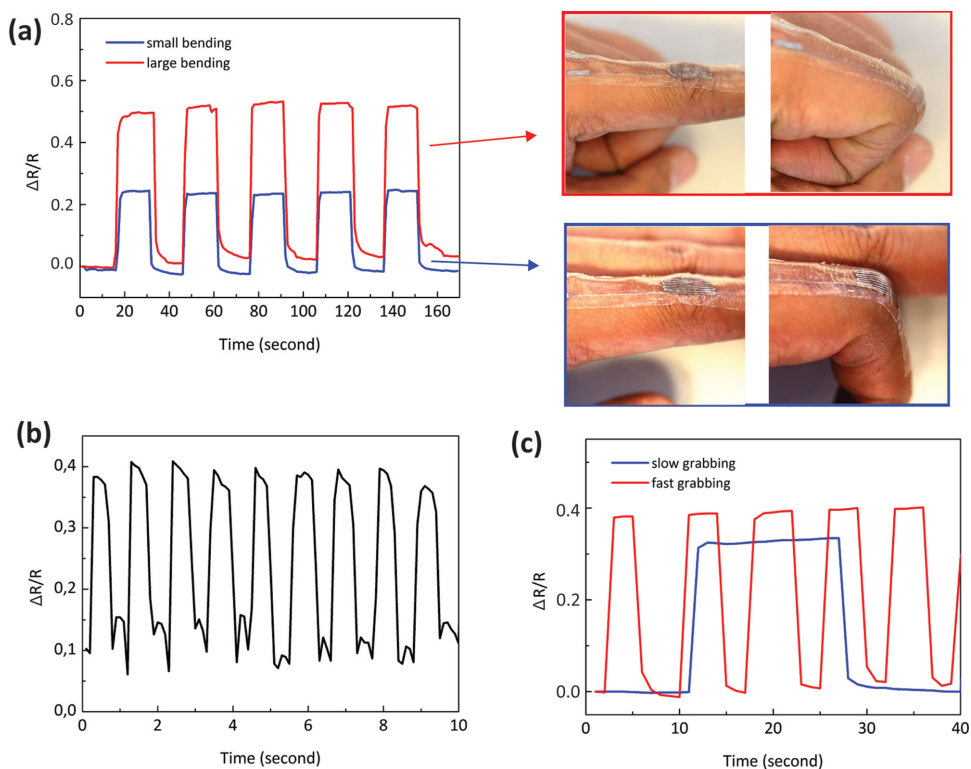 (a)
0.8
0.6
0.4
0.2
0.0
ΔR/R
small bending
large bending
0 20 40 60 80 100 120 140 160
Time (second)
(b)
0,4
0,3
0,2
0,1
0,0
ΔR/R
0 2 4 6 8 10
Time (second)
(c)
slow grabbing
fast grabbing
0.4
0.2
0.0
ΔR/R
0 10 20 30 40
Time (second)